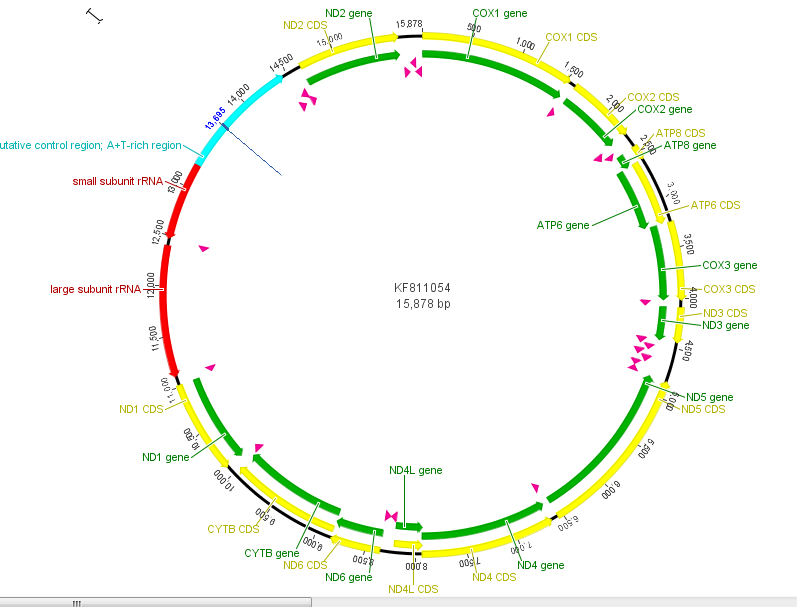 ND2 gene
15,878
COX1 gene
ND2 CDS
500
15,000
1,000
COX1 CDS
14,500
1,500
14,000
2,000
COX2 CDS
COX2 gene
13,695
ATP8 CDS
2,500
ATP8 gene
utative control region; A+T-rich region
small subunit rRNA
13,000
3,000
ATP6 CDS
12,500
ATP6 gene
3,500
COX3 gene
KF811054
large subunit rRNA
12,000
COX3 CDS
15,878 bp
4,000
ND3 CDS
ND3 gene
11,500
4,500
11,000
ND5 gene
5,000
ND1 CDS
ND5 CDS
10,500
5,500
ND1 gene
ND4L gene
10,000
6,000
9,500
6,500
CYTB CDS
9,000
7,000
CYTB gene
8,500
8,000
7,500
ND6 CDS
ND4 gene
ND6 gene
ND4 CDS
ND4L CDS